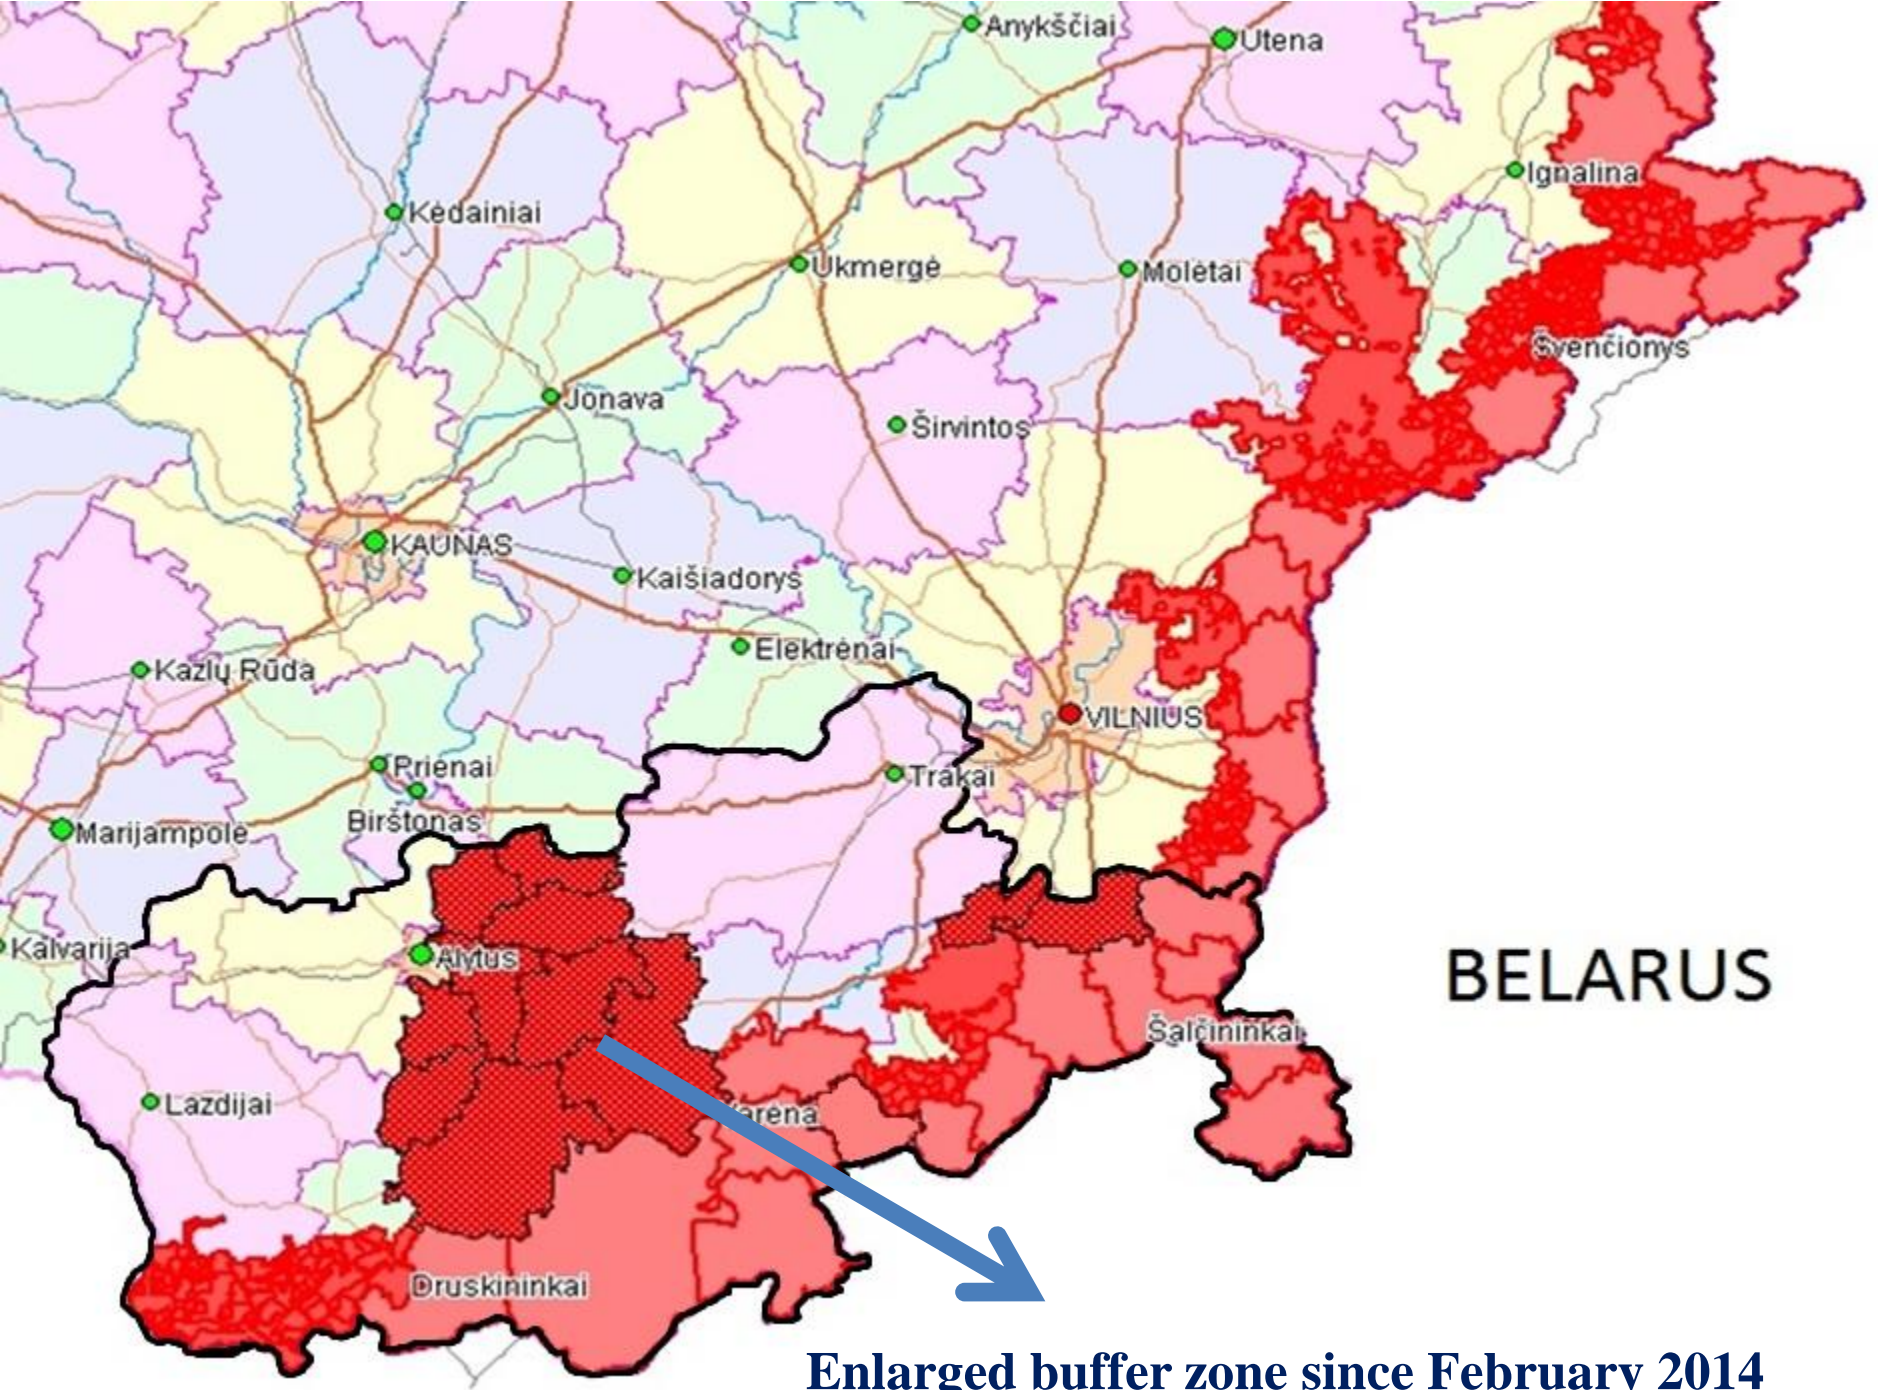 Anykščiai
Utena
Ignalina
Kėdainiai
Ukmergė
Molėtai
Švenčionys
Jonava
Širvintos
KAUNAS
Kaišiadorys
Elektrėnai
Kazlų Rūda
VILNIUS
Prienai
Trakai
Birštonas
Marijampolė
Kalvarija
Alytus
BELARUS
Šalčininkai
Lazdijai
Varėna
Druskininkai
Enlarged buffer zone since February 2014